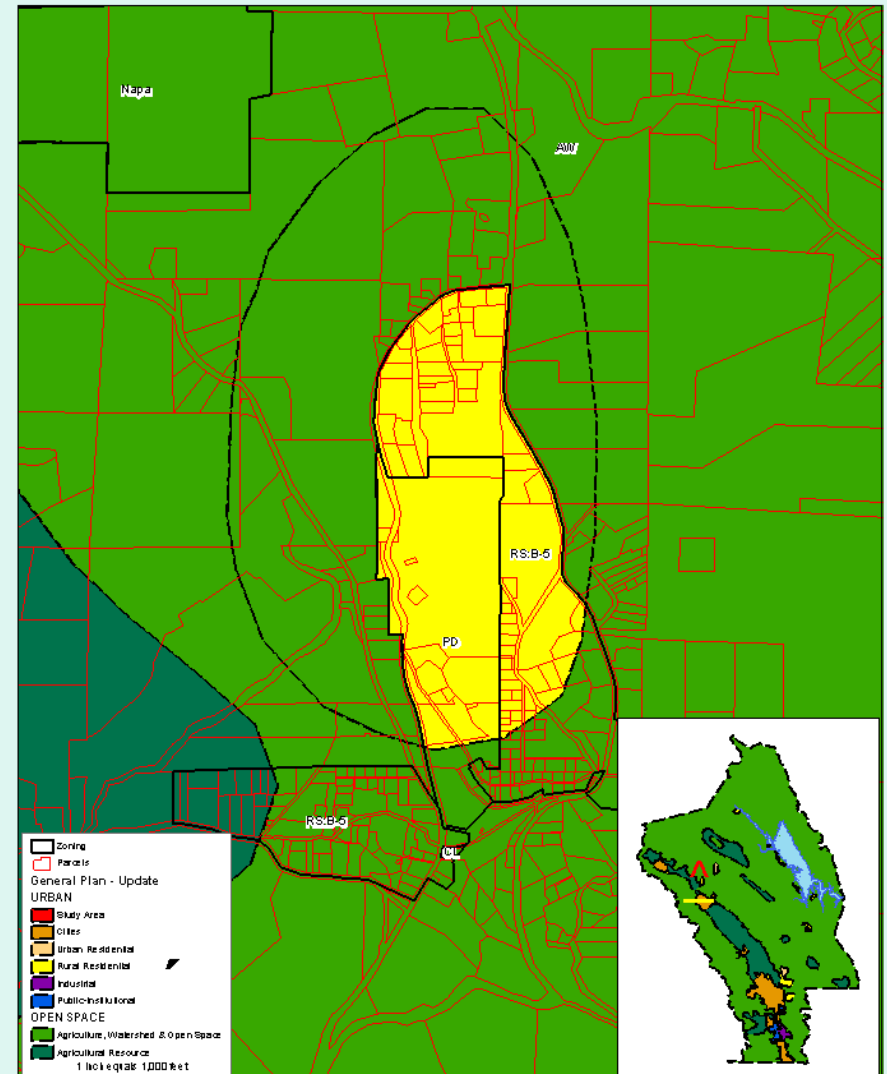 Napa
AW
RS:B-5
PD
RS:B-5
CL
Zoning
Parcels
General Plan - Update
URBAN
Study Area
Cities
Urban Residential
Rural Residential
Industrial
Public-Institutional
OPEN SPACE
Agriculture, Watershed & Open Space
Agricultural Resource
1 inch equals 1,000 feet